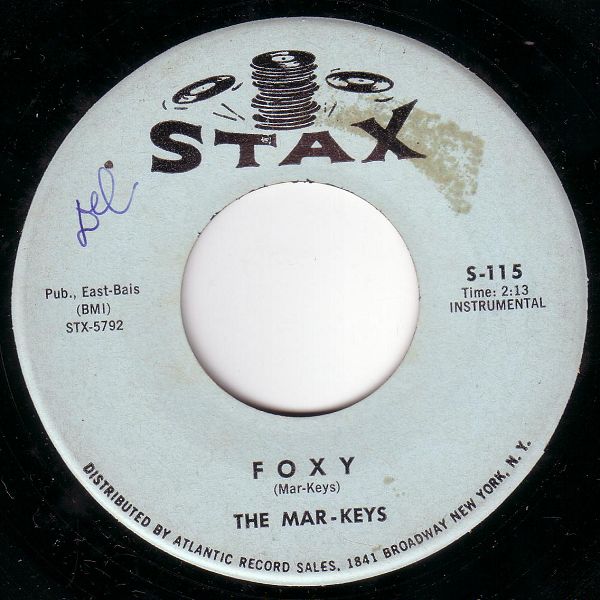 STAX
Del
Pub., East-Bais
(BMI)
STX-5792
S-115
Time: 2:13
INSTRUMENTAL
FOXY
(Mar-Keys)
THE MAR-KEYS
DISTRIBUTED BY ATLANTIC RECORD SALES, 1841 BROADWAY NEW YORK, N. Y.